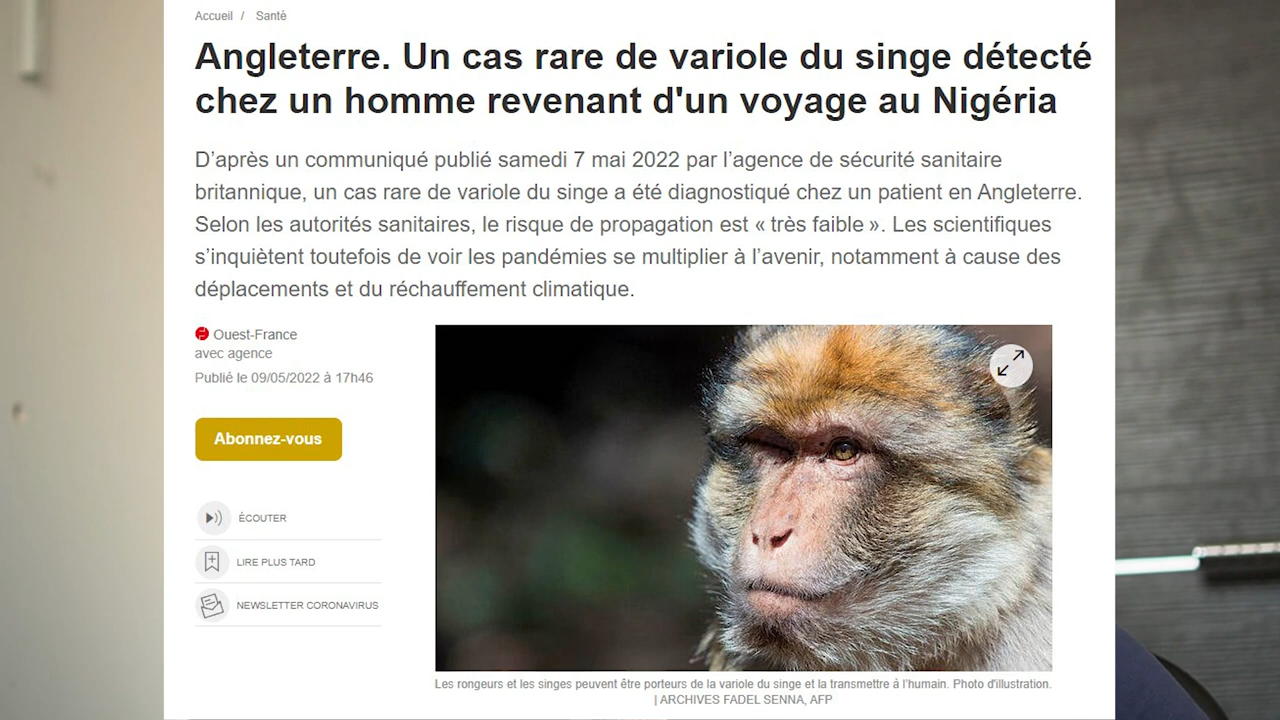 Accueil / Santé
Angleterre. Un cas rare de variole du singe détecté
chez un homme revenant d'un voyage au Nigéria
D’après un communiqué publié samedi 7 mai 2022 par l’agence de sécurité sanitaire
britannique, un cas rare de variole du singe a été diagnostiqué chez un patient en Angleterre.
Selon les autorités sanitaires, le risque de propagation est « très faible ». Les scientifiques
s’inquiètent toutefois de voir les pandémies se multiplier à l’avenir, notamment à cause des
déplacements et du réchauffement climatique.
Ouest-France
avec agence
Publié le 09/05/2022 à 17h46
Abonnez-vous
ÉCOUTER
LIRE PLUS TARD
NEWSLETTER CORONAVIRUS
Les rongeurs et les singes peuvent être porteurs de la variole du singe et la transmettre à l’humain. Photo d'illustration.
| ARCHIVES FADEL SENNA, AFP